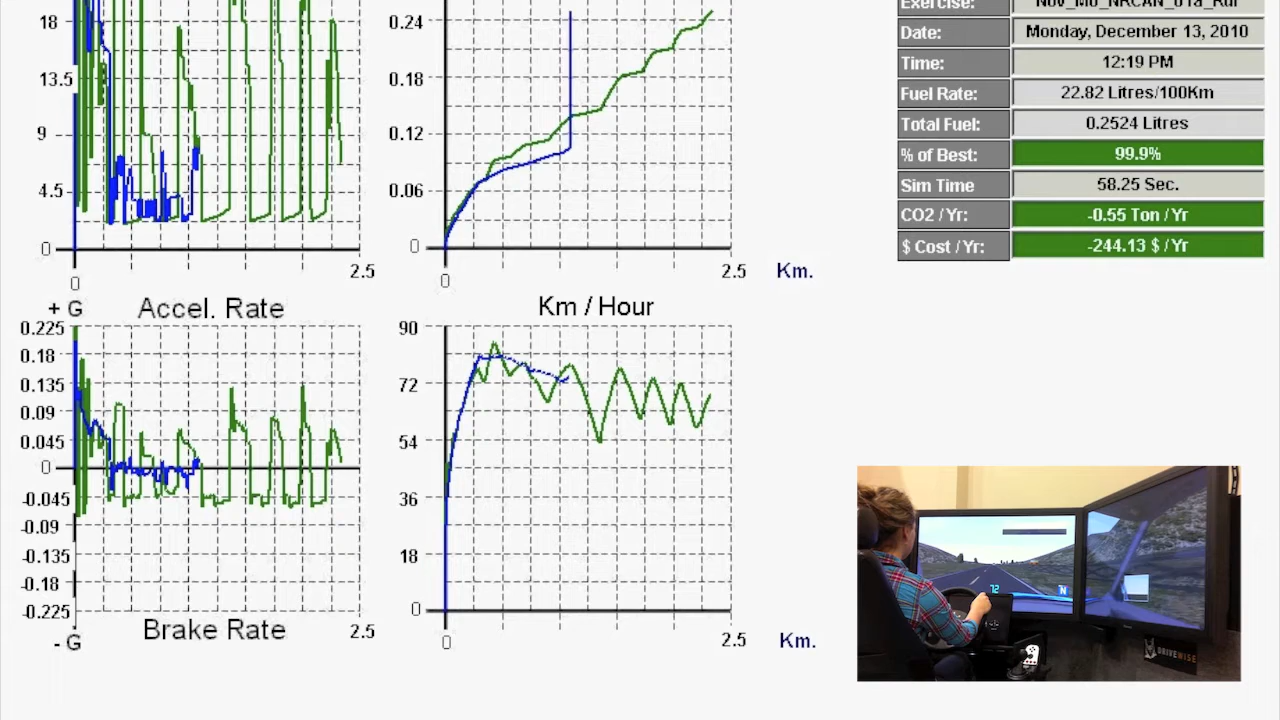 Exercise: Nov_Mo_NRCAN_01a_Rur
Date: Monday, December 13, 2010
Time: 12:19 PM
Fuel Rate: 22.82 Litres/100Km
Total Fuel: 0.2524 Litres
% of Best: 99.9%
Sim Time 58.25 Sec.
CO2 / Yr: -0.55 Ton / Yr
$ Cost / Yr: -244.13 $ / Yr
18
13.5
9
4.5
0
0
2.5
0.24
0.18
0.12
0.06
0
0
2.5
Km.
+ G
Accel. Rate
0.225
0.18
0.135
0.09
0.045
0
-0.045
-0.09
-0.135
-0.18
-0.225
- G
Brake Rate
2.5
Km / Hour
90
72
54
36
18
0
0
2.5
Km.
72
N
DRIVEWISE